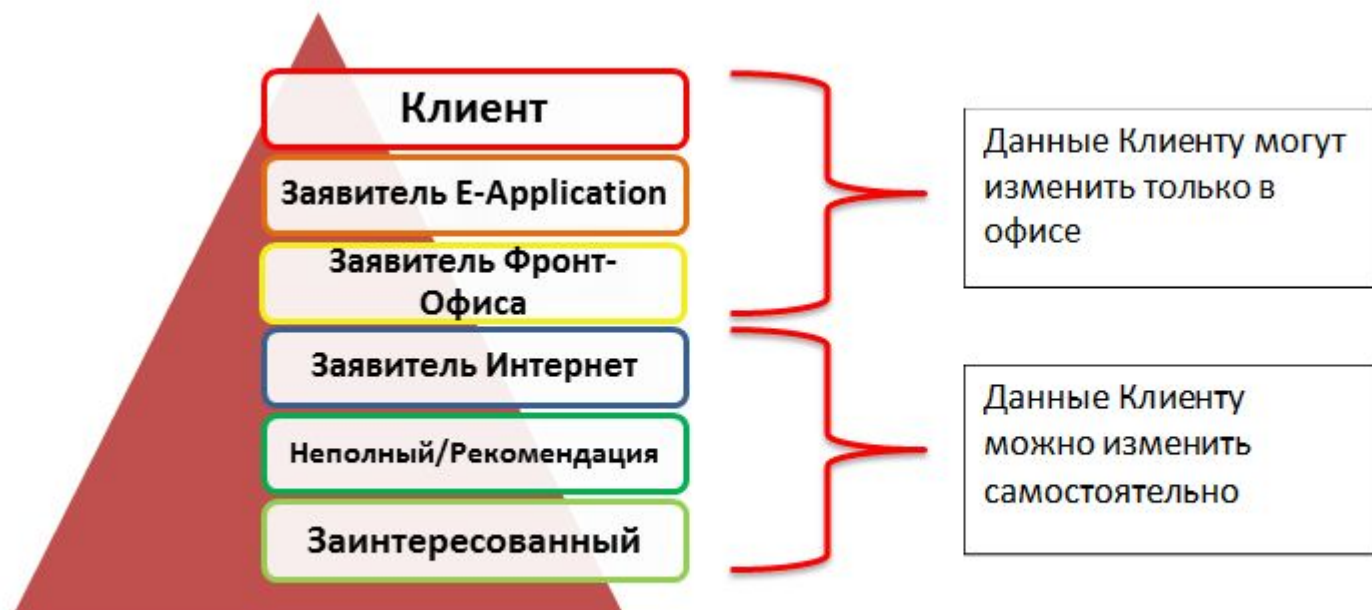 Клиент
Заявитель E-Application
Заявитель Фронт-
Офиса
Заявитель Интернет
Неполный/Рекомендация
Заинтересованный
Данные Клиенту могут
изменить только в
офисе
Данные Клиенту
можно изменить
самостоятельно